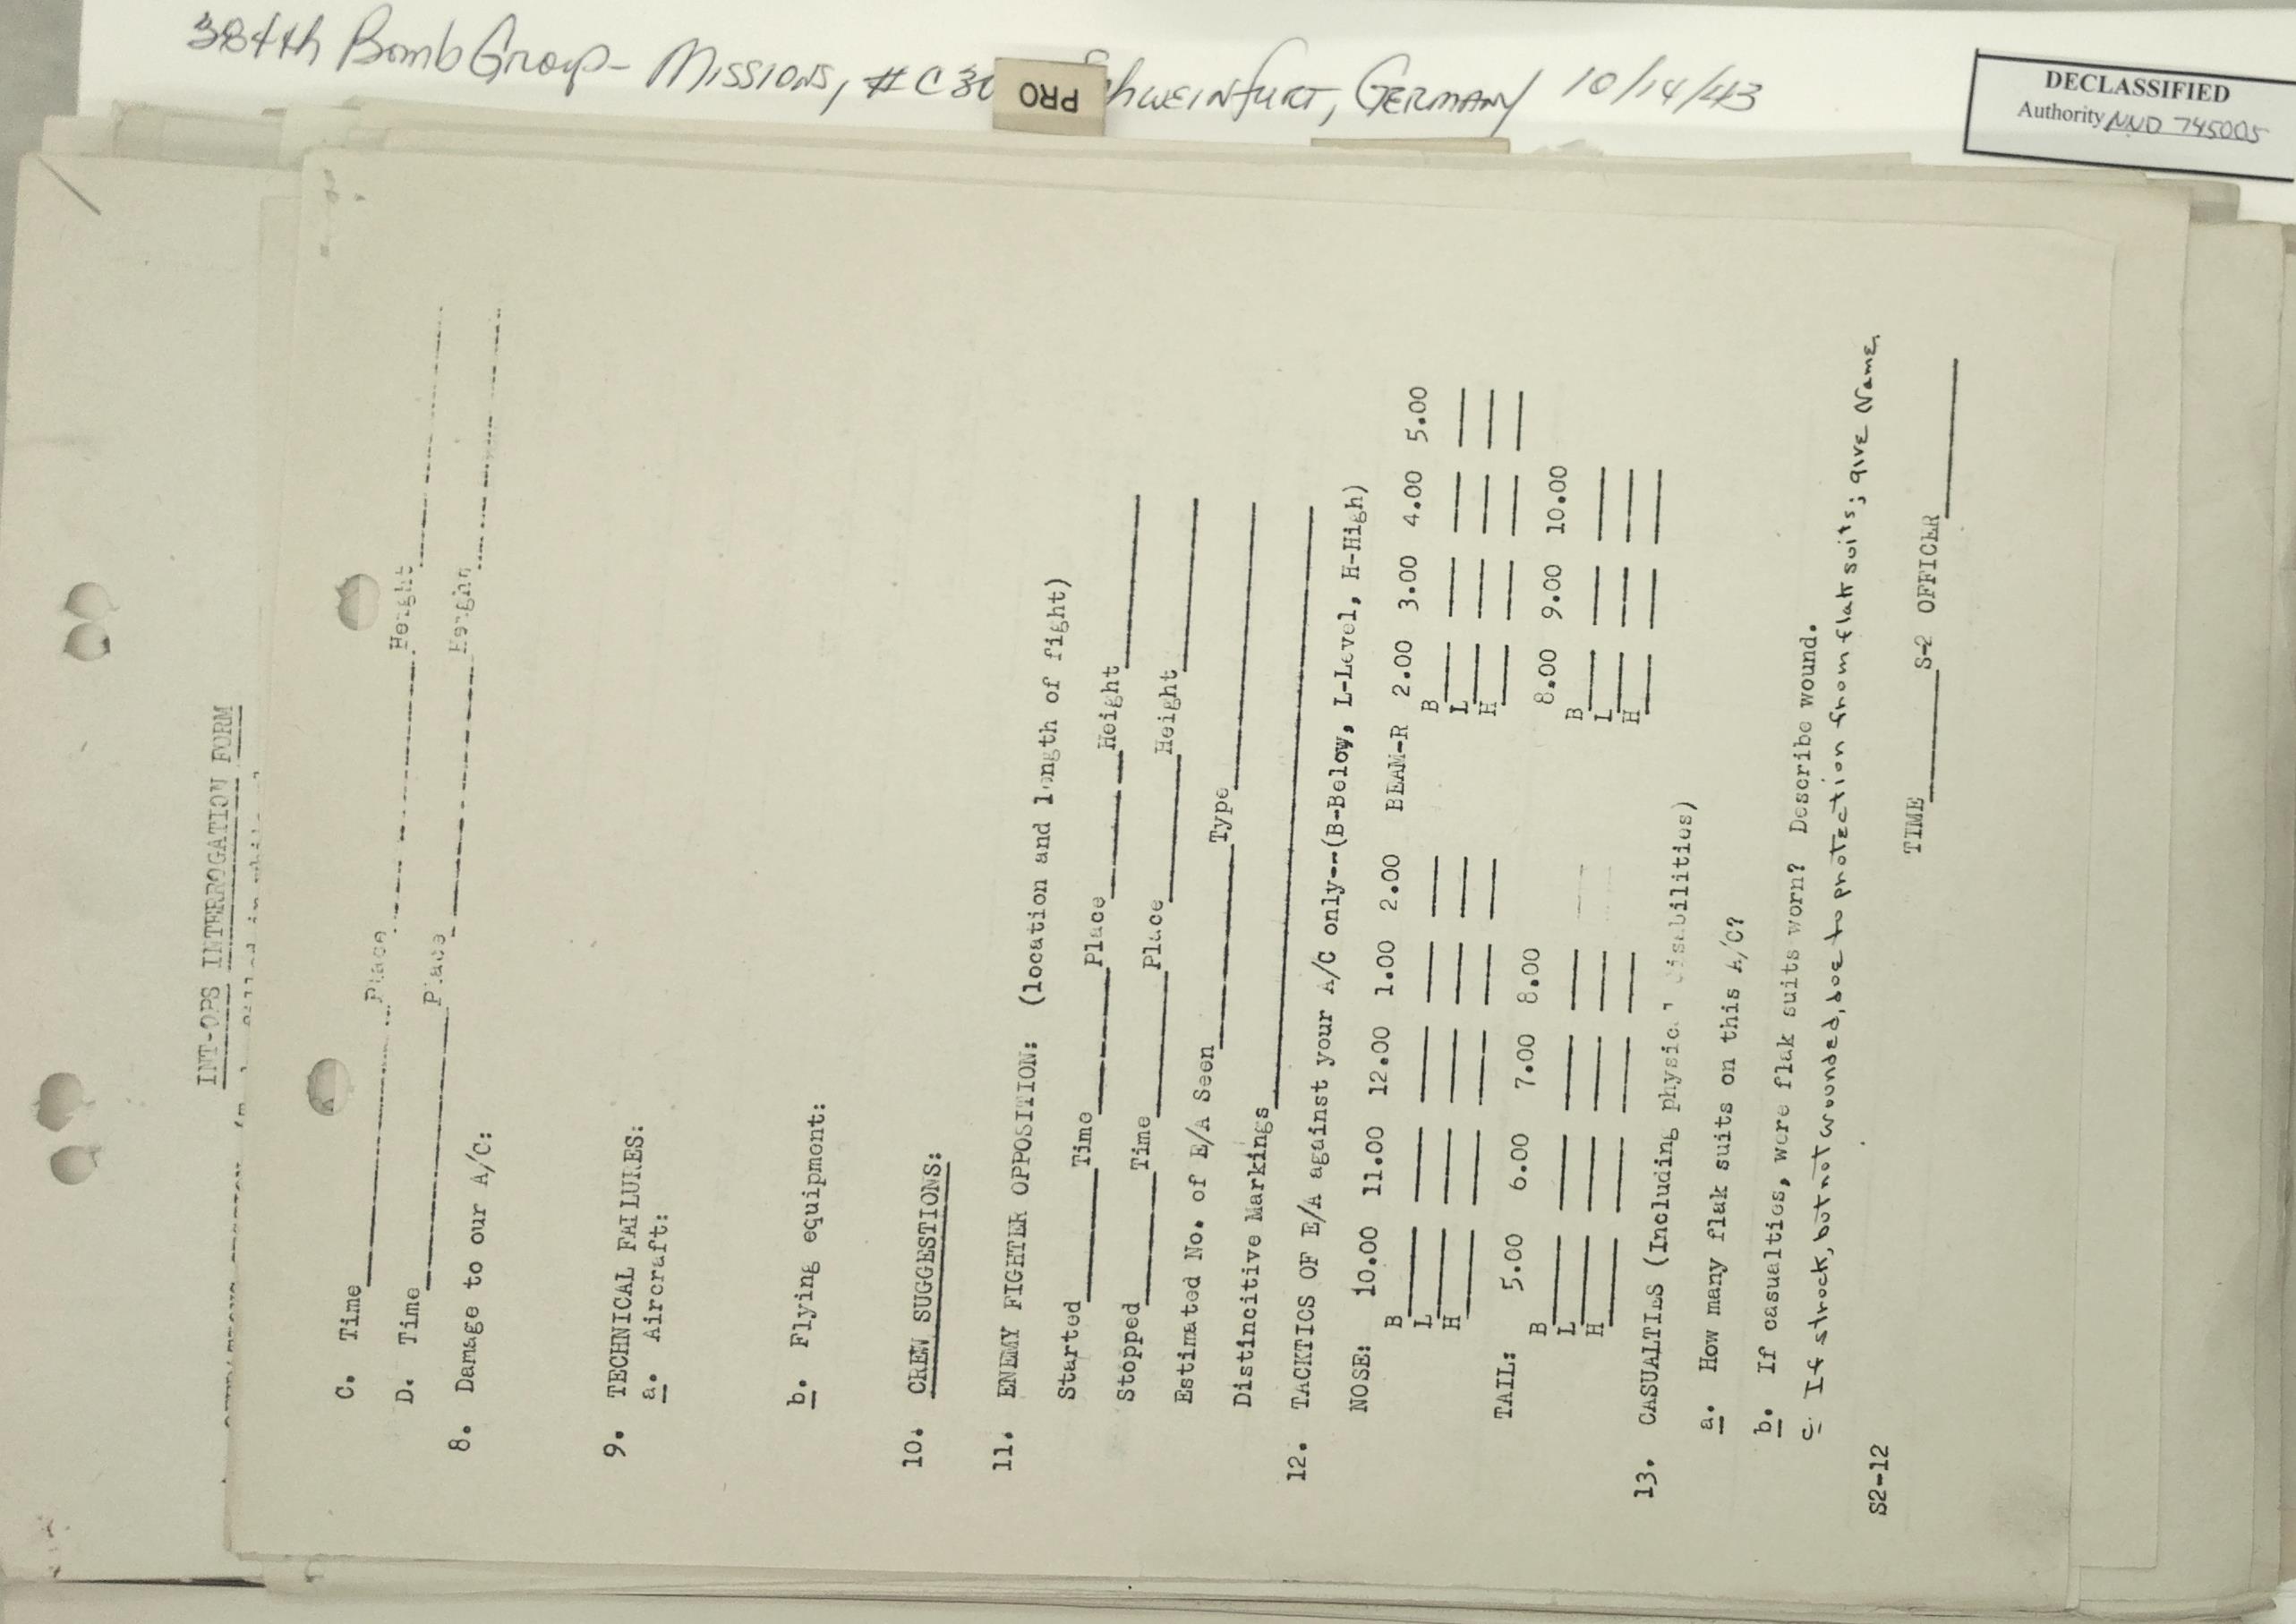 384th Bomb Group - Missions, #C30 chweinfurt, Germany 10/14/43
PRO
DECLASSIFIED
Authority NND 745005
INT-OPS INTERROGATION FORM
C. Time Place Height
D. Time Place Height
8. Damage to our A/C:
9. TECHNICAL FAILURES:
a. Aircraft:
b. Flying equipment:
10. CREW SUGGESTIONS:
11. ENEMY FIGHTER OPPOSITION: (location and length of fight)
Started Time Place Height
Stopped Time Place Height
Estimated No. of E/A Seen Type
Distincitive Markings
12. TACKTICS OF E/A against your A/C only--(B-Below, L-Level, H-High)
NOSE: 10.00 11.00 12.00 1.00 2.00 BEAM-R 2.00 3.00 4.00 5.00
B B
L L
H H
TAIL: 5.00 6.00 7.00 8.00 8.00 9.00 10.00
B B
L L
H H
13. CASUALTIES (Including physical disabilities)
a. How many flak suits on this A/C?
b. If casualties, were flak suits worn? Describe wound.
c. If struck, but not wounded, due to protection from flak suits; give Name.
S2-12
TIME S-2 OFFICER